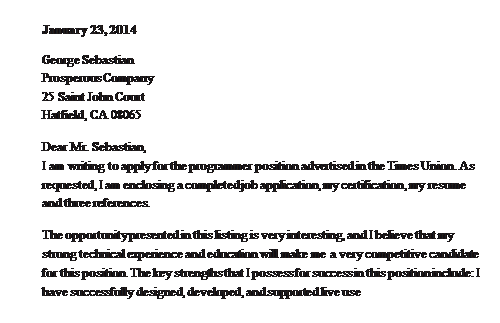 January 23, 2014
George Sebastian
Prosperous Company
25 Saint John Court
Hatfield, CA 08065
Dear Mr. Sebastian,
I am writing to apply for the programmer position advertised in the Times Union. As
requested, I am enclosing a completed job application, my certification, my resume
and three references.
The opportunity presented in this listing is very interesting, and I believe that my
strong technical experience and education will make me a very competitive candidate
for this position. The key strengths that I possess for success in this position include: I
have successfully designed, developed, and supported live use